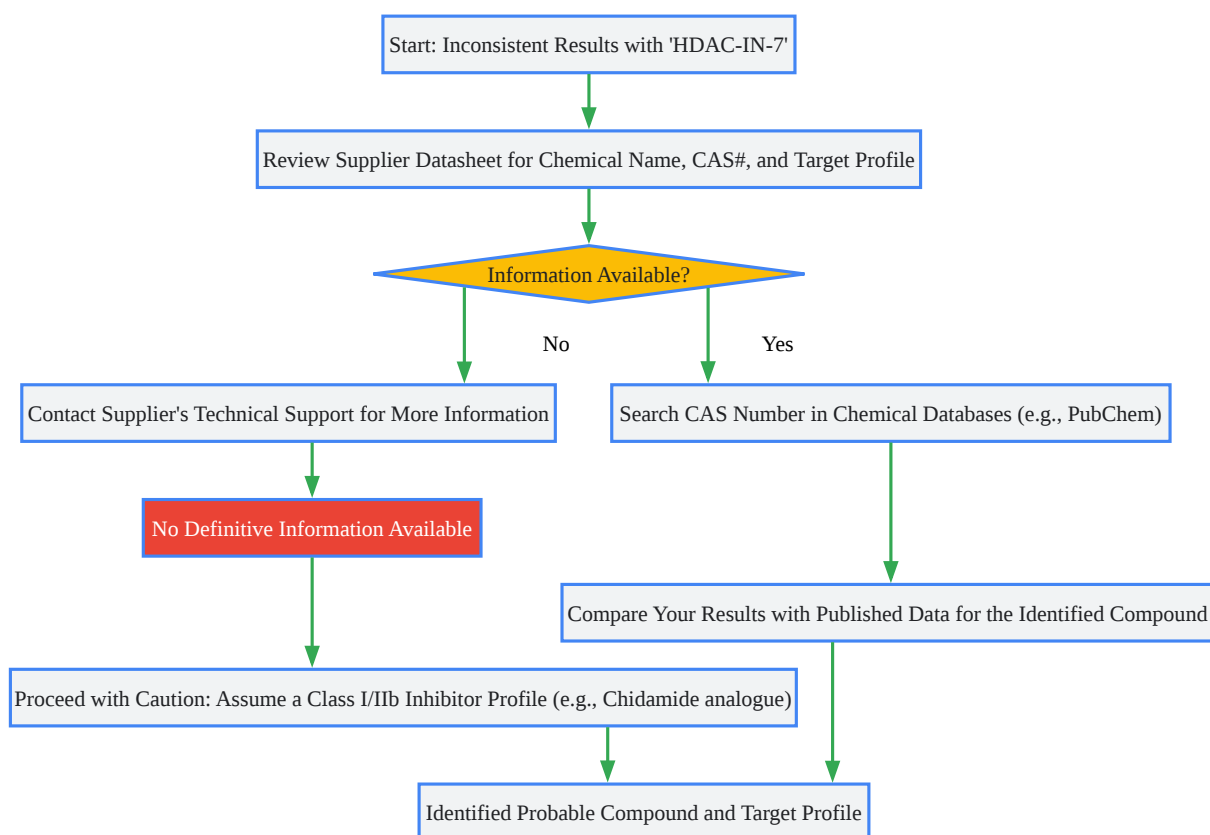 Start: Inconsistent Results with 'HDAC-IN-7'
Review Supplier Datasheet for Chemical Name, CAS#, and Target Profile
Information Available?
No
Yes
Contact Supplier's Technical Support for More Information
Search CAS Number in Chemical Databases (e.g., PubChem)
No Definitive Information Available
Compare Your Results with Published Data for the Identified Compound
Proceed with Caution: Assume a Class I/IIb Inhibitor Profile (e.g., Chidamide analogue)
Identified Probable Compound and Target Profile